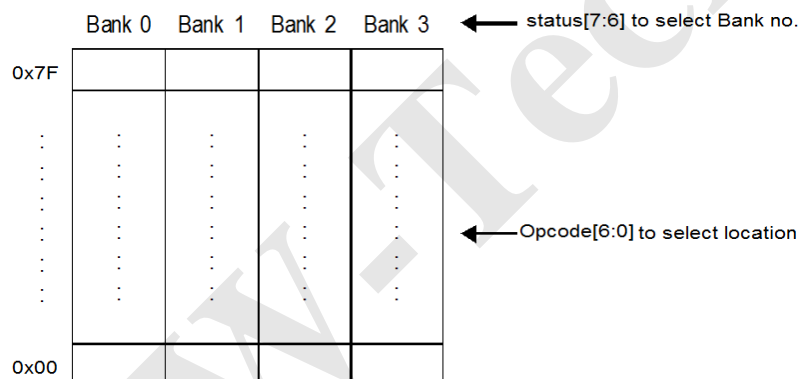 Bank 0 Bank 1 Bank 2 Bank 3 status[7:6] to select Bank no.
0x7F
Opcode[6:0] to select location
0x00